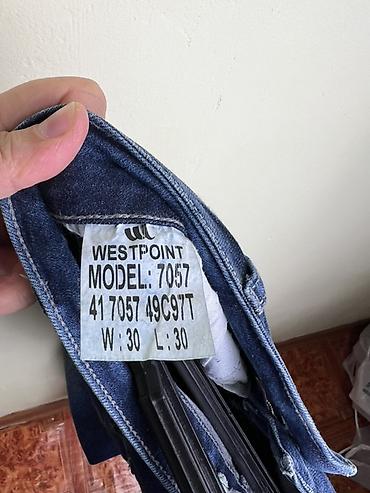 WESTPOINT
MODEL: 7057
41 7057 49C97T
W : 30 L : 30